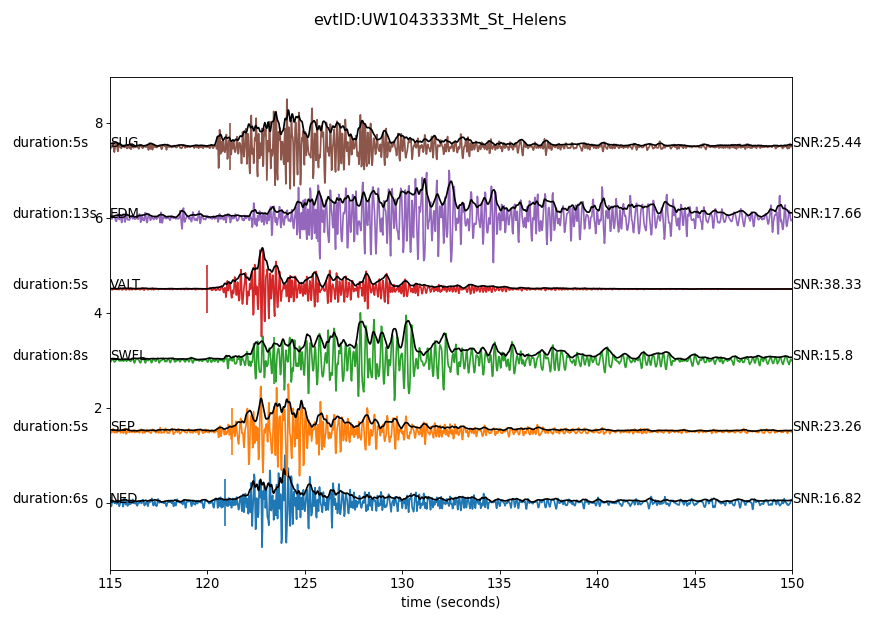 evtID:UW1043333Mt_St_Helens
8
duration:5s SUG SNR:25.44
duration:13s EDM SNR:17.66
6
duration:5s VALT SNR:38.33
4
duration:8s SWFL SNR:15.8
2
duration:5s SEP SNR:23.26
duration:6s NED SNR:16.82
0
115 120 125 130 135 140 145 150
time (seconds)